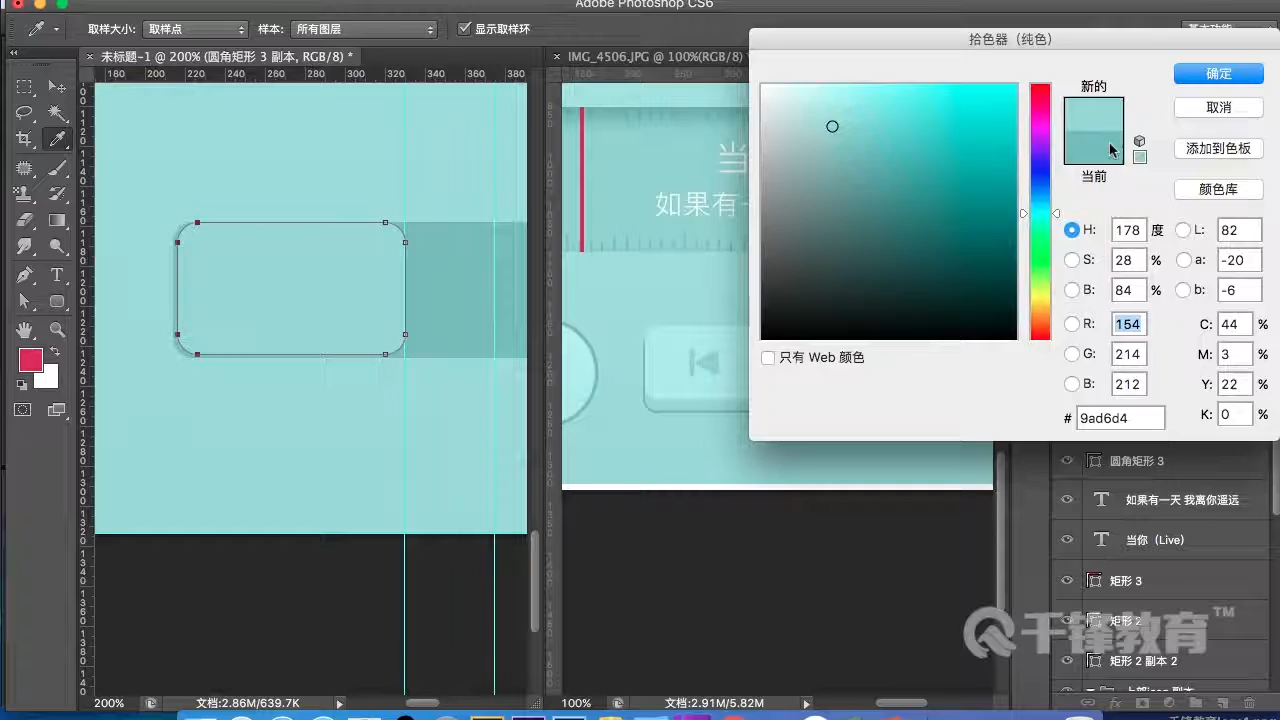 Adobe Photoshop CS6
取样大小: 取样点 样本: 所有图层 显示取样环
基本功能
× 未标题-1 @ 200% (圆角矩形 3 副本, RGB/8) *
× IMG_4506.JPG @ 100%(RGB/8)
180 200 220 240 260 280 300 320 340 360 380
当
如果有一
200% 文档:2.86M/639.7K
100% 文档:2.91M/5.82M
拾色器（纯色）
新的
当前
确定
取消
添加到色板
颜色库
H: 178 度 L: 82
S: 28 % a: -20
B: 84 % b: -6
R: 154 C: 44 %
G: 214 M: 3 %
B: 212 Y: 22 %
# 9ad6d4 K: 0 %
只有 Web 颜色
圆角矩形 3
如果有一天 我离你遥远
当你（Live）
矩形 3
矩形 2
矩形 2 副本 2
千锋教育™